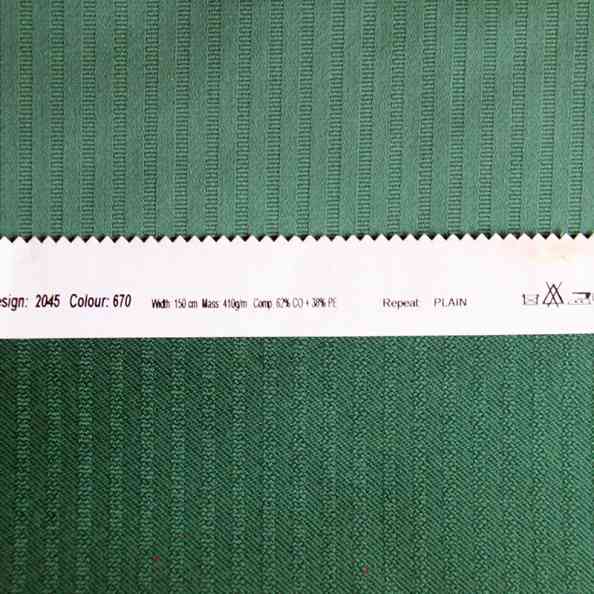 esign: 2045 Colour: 670 Width 150 cm Mass 410g/m Comp. 62% CO + 38% PE Repeat: PLAIN